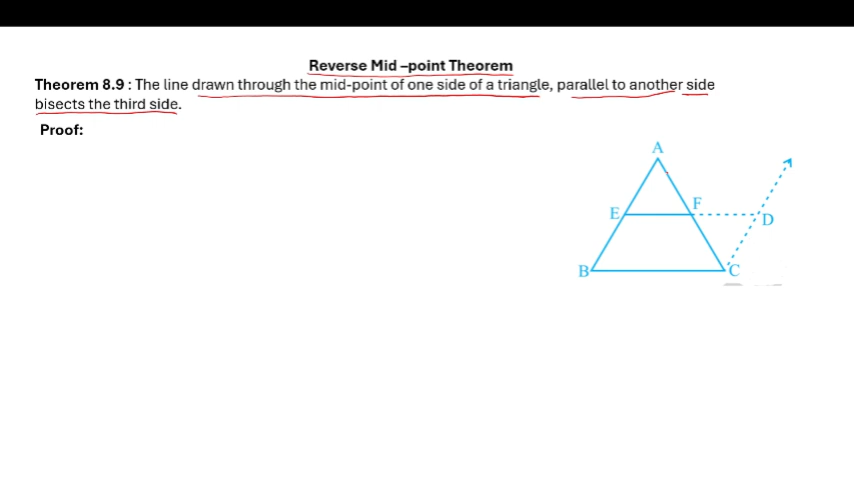 Reverse Mid –point Theorem
Theorem 8.9 : The line drawn through the mid-point of one side of a triangle, parallel to another side
bisects the third side.
Proof:
A
E
F
D
B
C